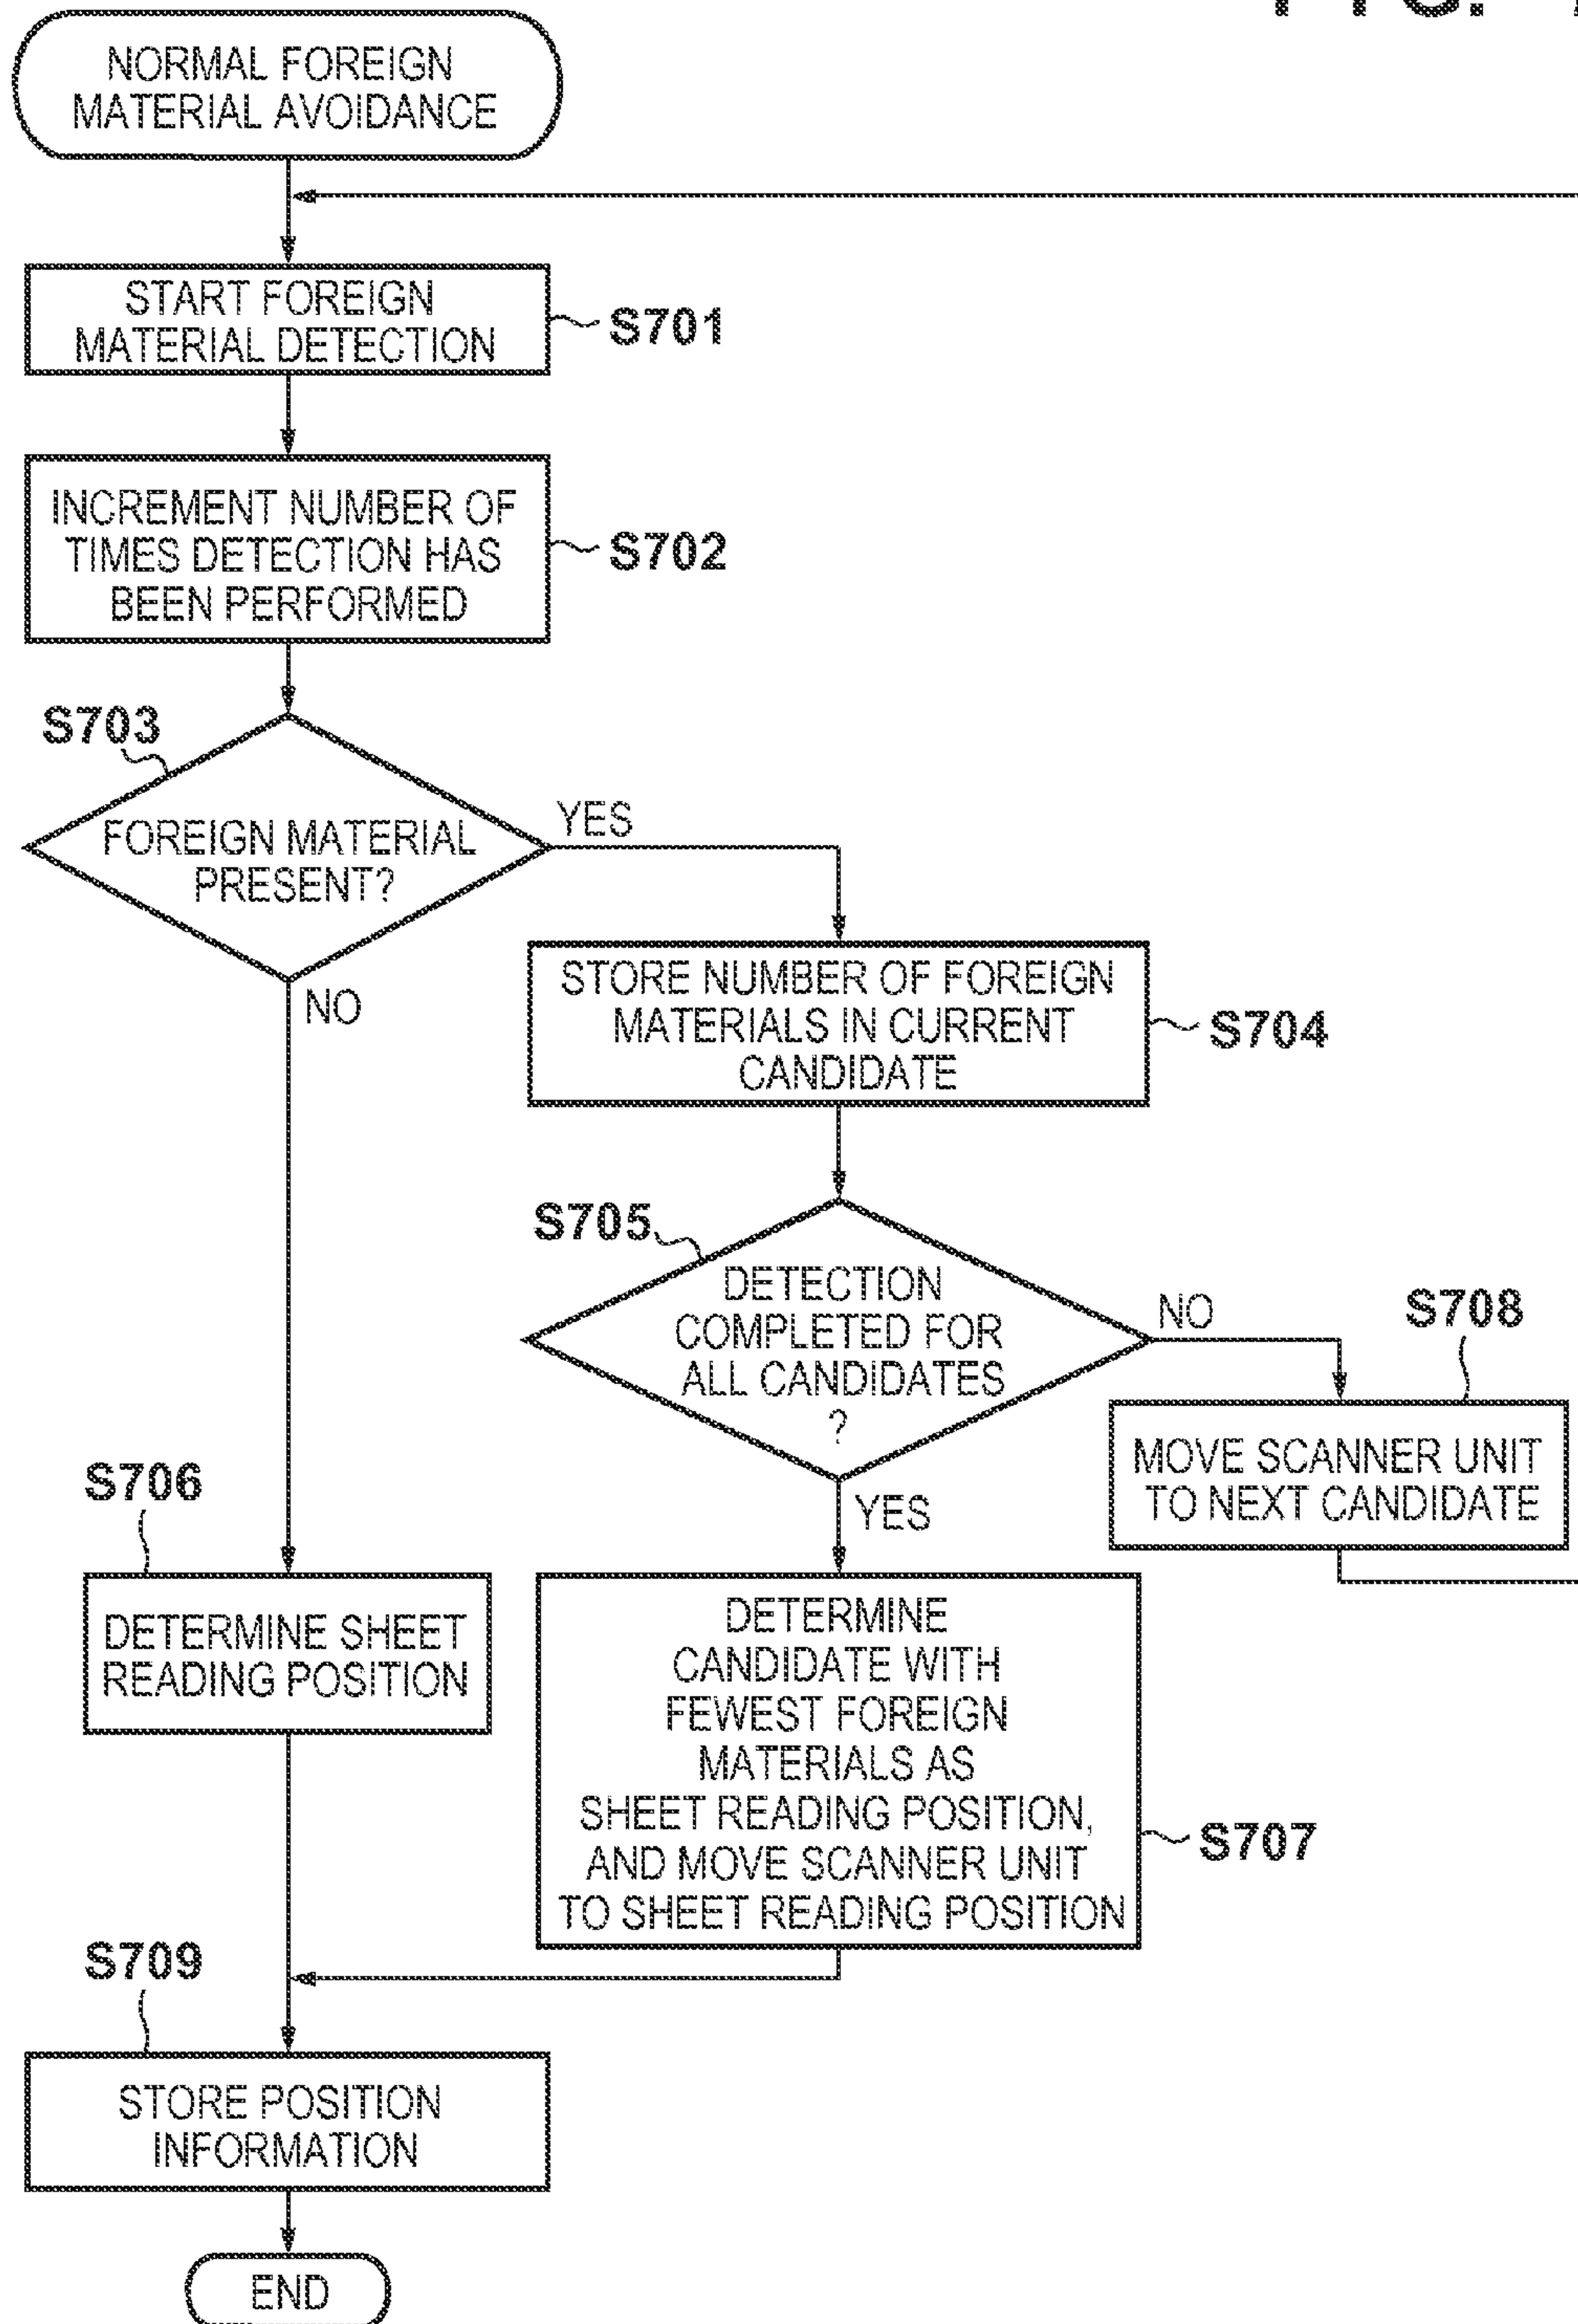 FIG.
NORMAL FOREIGN
MATERIAL AVOIDANCE
START FOREIGN
MATERIAL DETECTION
S701
INCREMENT NUMBER OF
TIMES DETECTION HAS
BEEN PERFORMED
S702
S703
FOREIGN MATERIAL
PRESENT?
YES
NO
STORE NUMBER OF FOREIGN
MATERIALS IN CURRENT
CANDIDATE
S704
S705
DETECTION
COMPLETED FOR
ALL CANDIDATES
?
NO
YES
S708
MOVE SCANNER UNIT
TO NEXT CANDIDATE
S706
DETERMINE SHEET
READING POSITION
DETERMINE
CANDIDATE WITH
FEWEST FOREIGN
MATERIALS AS
SHEET READING POSITION,
AND MOVE SCANNER UNIT
TO SHEET READING POSITION
S707
S709
STORE POSITION
INFORMATION
END